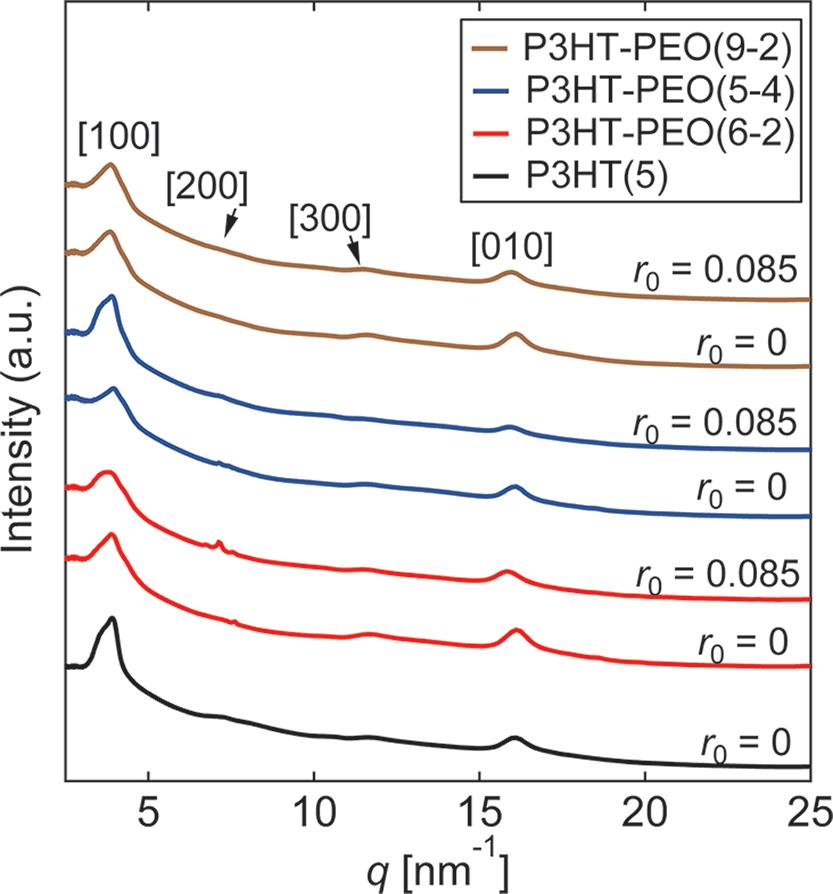 P3HT-PEO(9-2)
P3HT-PEO(5-4)
P3HT-PEO(6-2)
P3HT(5)
[100]
[200]
[300]
[010]
r0 = 0.085
r0 = 0
r0 = 0.085
r0 = 0
r0 = 0.085
r0 = 0
r0 = 0
Intensity (a.u.)
5 10 15 20 25
q [nm-1]